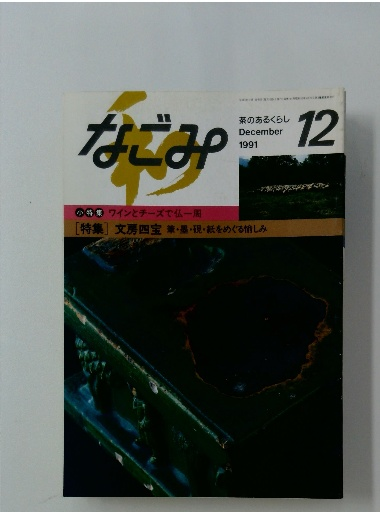 茶のあるくらし
なごみ
和
December
1991
12
小特集 ワインとチーズで仏一周
[特集] 文房四宝 筆・墨・硯・紙をめぐる愉しみ